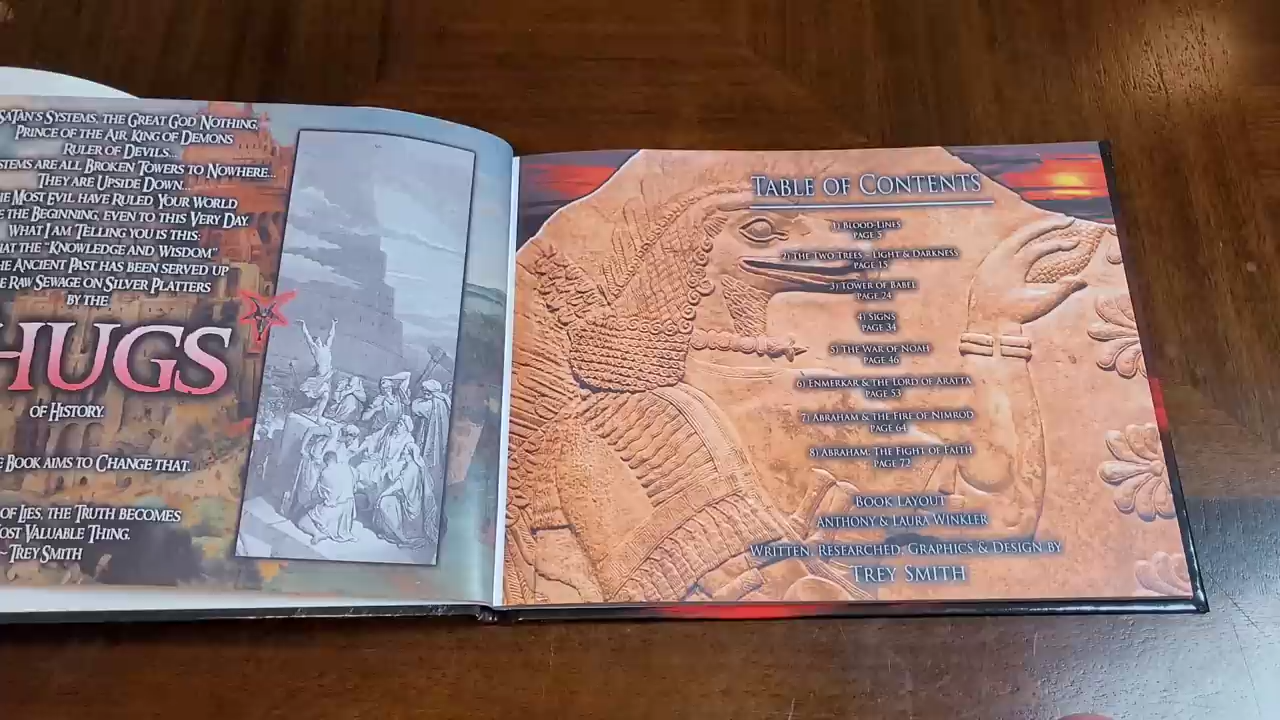 SATAN'S SYSTEMS, THE GREAT GOD NOTHING,
PRINCE OF THE AIR KING OF DEMONS
RULER OF DEVILS...
ARE ALL BROKEN TOWERS TO NOWHERE...
THEY ARE UPSIDE DOWN...
MOST EVIL HAVE RULED YOUR WORLD
THE BEGINNING, EVEN TO THIS VERY DAY.
WHAT I AM TELLING YOU IS THIS:
THE "KNOWLEDGE AND WISDOM"
ANCIENT PAST HAS BEEN SERVED UP
RAW SEWAGE ON SILVER PLATTERS
BY THE
HUGS
OF HISTORY.
BOOK AIMS TO CHANGE THAT.
OF LIES, THE TRUTH BECOMES
VALUABLE THING.
~ TREY SMITH
TABLE OF CONTENTS
1) BLOOD-LINES
PAGE 5
2) THE TWO TREES - LIGHT & DARKNESS
PAGE 15
3) TOWER OF BABEL
PAGE 24
4) SIGNS
PAGE 34
5) THE WAR OF NOAH
PAGE 46
6) ENMERKAR & THE LORD OF ARATTA
PAGE 53
7) ABRAHAM & THE FIRE OF NIMROD
PAGE 64
8) ABRAHAM: THE FIGHT OF FAITH
PAGE 72
BOOK LAYOUT
ANTHONY & LAURA WINKLER
WRITTEN, RESEARCHED, GRAPHICS & DESIGN BY
TREY SMITH